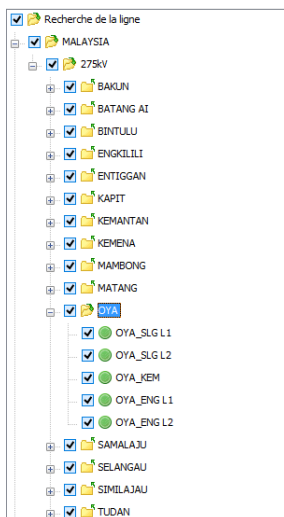 Recherche de la ligne
MALAYSIA
275kV
BAKUN
BATANG AI
BINTULU
ENGKILILI
ENTIGGAN
KAPIT
KEMANTAN
KEMENA
MAMBONG
MATANG
OYA
OYA_SLG L1
OYA_SLG L2
OYA_KEM
OYA_ENG L1
OYA_ENG L2
SAMALAJU
SELANGAU
SIMILAJAU
TUDAN